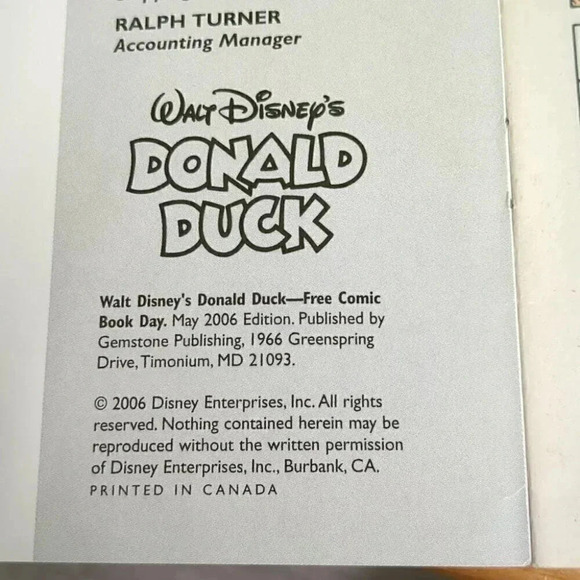 RALPH TURNER
Accounting Manager
WALT DISNEY'S
DONALD
DUCK
Walt Disney's Donald Duck—Free Comic
Book Day. May 2006 Edition. Published by
Gemstone Publishing, 1966 Greenspring
Drive, Timonium, MD 21093.
© 2006 Disney Enterprises, Inc. All rights
reserved. Nothing contained herein may be
reproduced without the written permission
of Disney Enterprises, Inc., Burbank, CA.
PRINTED IN CANADA